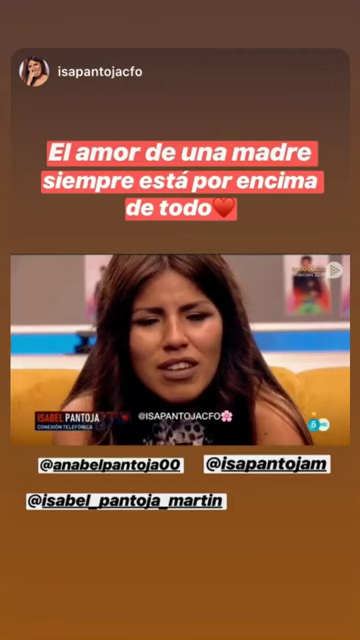 isapantojacfo
El amor de una madre
siempre está por encima
de todo❤️
ISABEL PANTOJA
CONEXIÓN TELEFÓNICA
@ISAPANTOJACFO🌸
HD
@anabelpantoja00 @isapantojam
@isabel_pantoja_martin